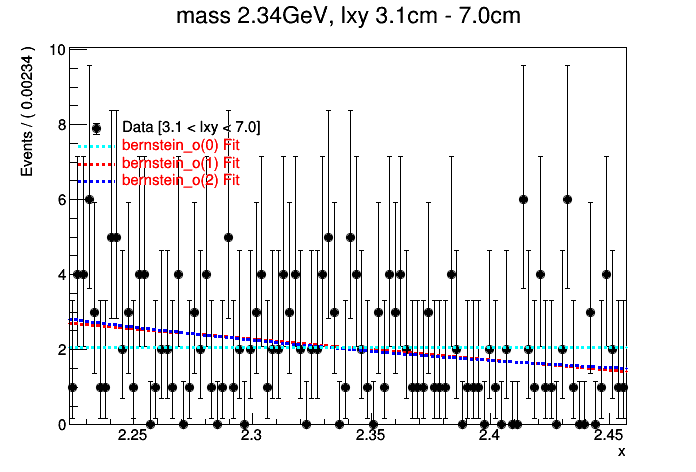 mass 2.34GeV, lxy 3.1cm - 7.0cm
Events / ( 0.00234 )
10
8
6
4
2
0
Data [3.1 < lxy < 7.0]
bernstein_o(0) Fit
bernstein_o(1) Fit
bernstein_o(2) Fit
2.25 2.3 2.35 2.4 2.45
x